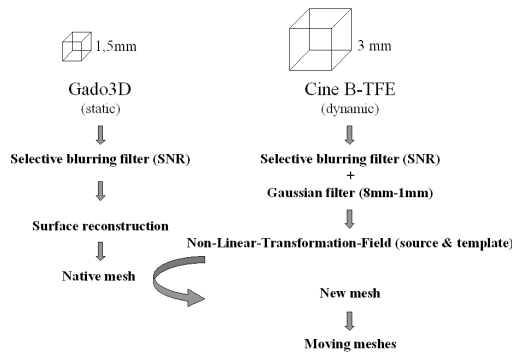 1,5mm
3 mm
Gado3D
(static)
Cine B-TFE
(dynamic)
Selective blurring filter (SNR)
Selective blurring filter (SNR)
+
Gaussian filter (8mm-1mm)
Surface reconstruction
Non-Linear-Transformation-Field (source & template)
Native mesh
New mesh
Moving meshes